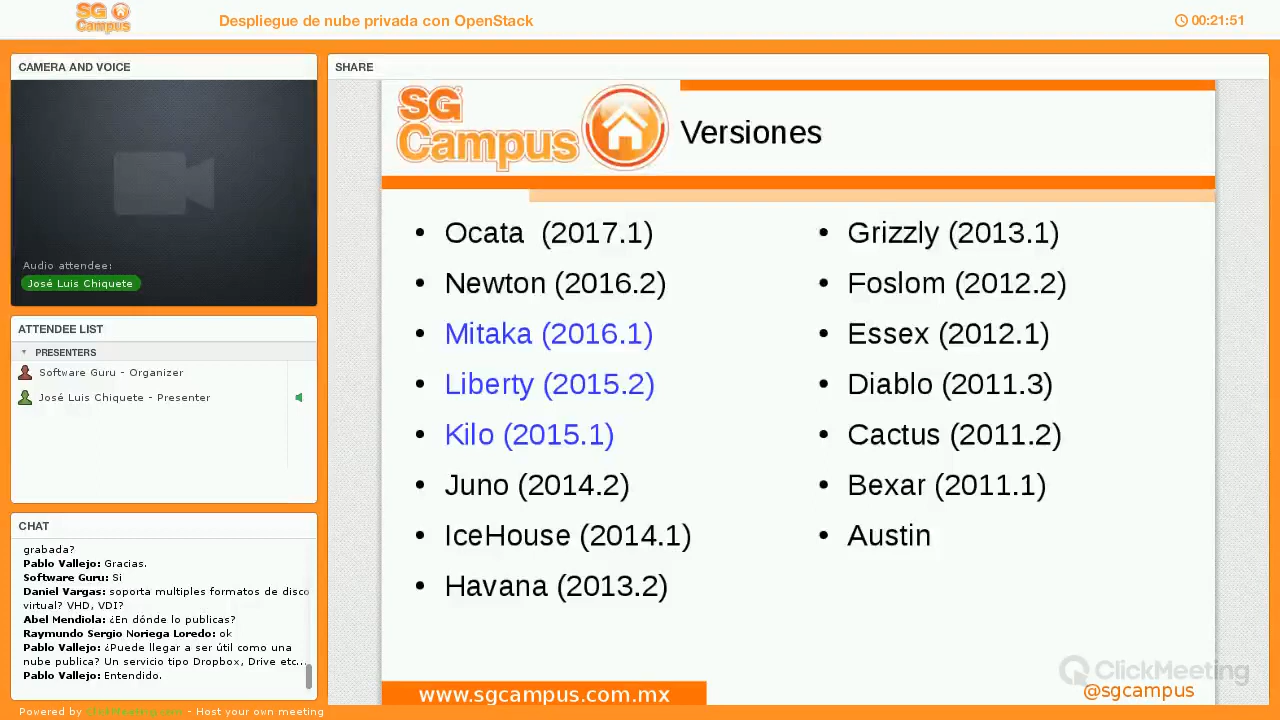 SG
Campus
Despliegue de nube privada con OpenStack
00:21:51
CAMERA AND VOICE
Audio attendee:
José Luis Chiquete
ATTENDEE LIST
PRESENTERS
Software Guru - Organizer
José Luis Chiquete - Presenter
CHAT
grabada?
Pablo Vallejo: Gracias.
Software Guru: Si
Daniel Vargas: soporta multiples formatos de disco
virtual? VHD, VDI?
Abel Mendiola: ¿En dónde lo publicas?
Raymundo Sergio Noriega Loredo: ok
Pablo Vallejo: ¿Puede llegar a ser útil como una
nube publica? Un servicio tipo Dropbox, Drive etc...
Pablo Vallejo: Entendido.
Powered by ClickMeeting.com - Host your own meeting
SHARE
SG
Campus
Versiones
• Ocata (2017.1)
• Newton (2016.2)
• Mitaka (2016.1)
• Liberty (2015.2)
• Kilo (2015.1)
• Juno (2014.2)
• IceHouse (2014.1)
• Havana (2013.2)
• Grizzly (2013.1)
• Foslom (2012.2)
• Essex (2012.1)
• Diablo (2011.3)
• Cactus (2011.2)
• Bexar (2011.1)
• Austin
ClickMeeting
www.sgcampus.com.mx
@sgcampus